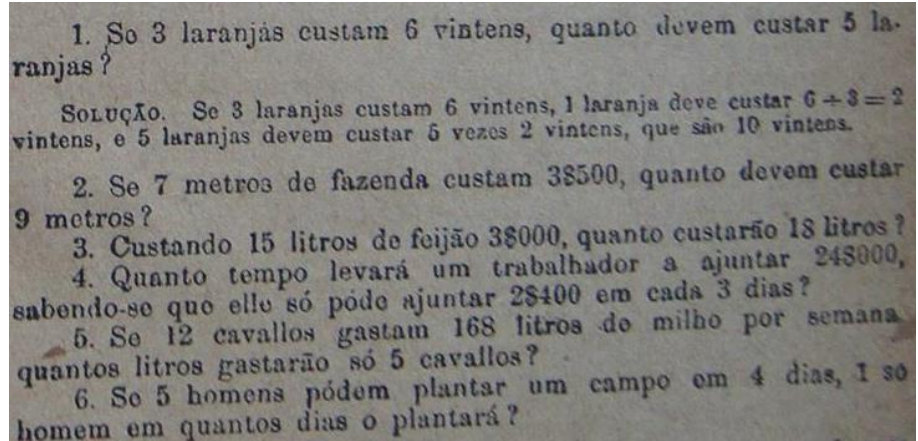 1. Se 3 laranjas custam 6 vintens, quanto devem custar 5 la-
ranjas?
SOLUÇÃO. Se 3 laranjas custam 6 vintens, 1 laranja deve custar 6÷3=2
vintens, e 5 laranjas devem custar 5 vezes 2 vintens, que são 10 vintens.
2. Se 7 metros de fazenda custam 3$500, quanto devem custar
9 metros?
3. Custando 15 litros de feijão 3$000, quanto custarão 18 litros?
4. Quanto tempo levará um trabalhador a ajuntar 24$000,
sabendo-se que elle só póde ajuntar 2$400 em cada 3 dias?
5. Se 12 cavallos gastam 168 litros de milho por semana
quantos litros gastarão só 5 cavallos?
6. Se 5 homens pódem plantar um campo em 4 dias, 1 so
homem em quantos dias o plantará?